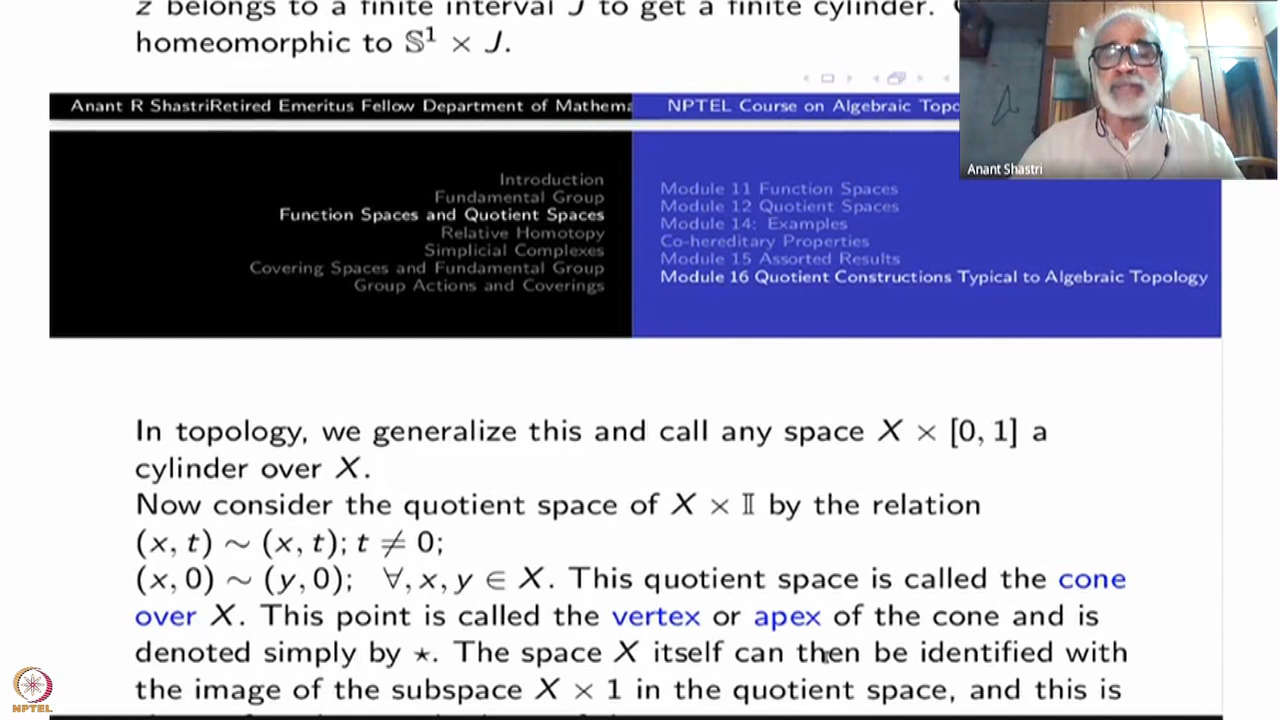 z belongs to a finite interval J to get a finite cylinder.
homeomorphic to 𝕊¹ × J.
Anant R ShastriRetired Emeritus Fellow Department of Mathema
NPTEL Course on Algebraic Topo
Introduction
Fundamental Group
Function Spaces and Quotient Spaces
Relative Homotopy
Simplicial Complexes
Covering Spaces and Fundamental Group
Group Actions and Coverings
Module 11 Function Spaces
Module 12 Quotient Spaces
Module 14: Examples
Co-hereditary Properties
Module 15 Assorted Results
Module 16 Quotient Constructions Typical to Algebraic Topology
Anant Shastri
In topology, we generalize this and call any space X × [0, 1] a
cylinder over X.
Now consider the quotient space of X × 𝕀 by the relation
(x, t) ∼ (x, t); t ≠ 0;
(x, 0) ∼ (y, 0); ∀, x, y ∈ X. This quotient space is called the cone
over X. This point is called the vertex or apex of the cone and is
denoted simply by ⋆. The space X itself can then be identified with
the image of the subspace X × 1 in the quotient space, and this is
NPTEL